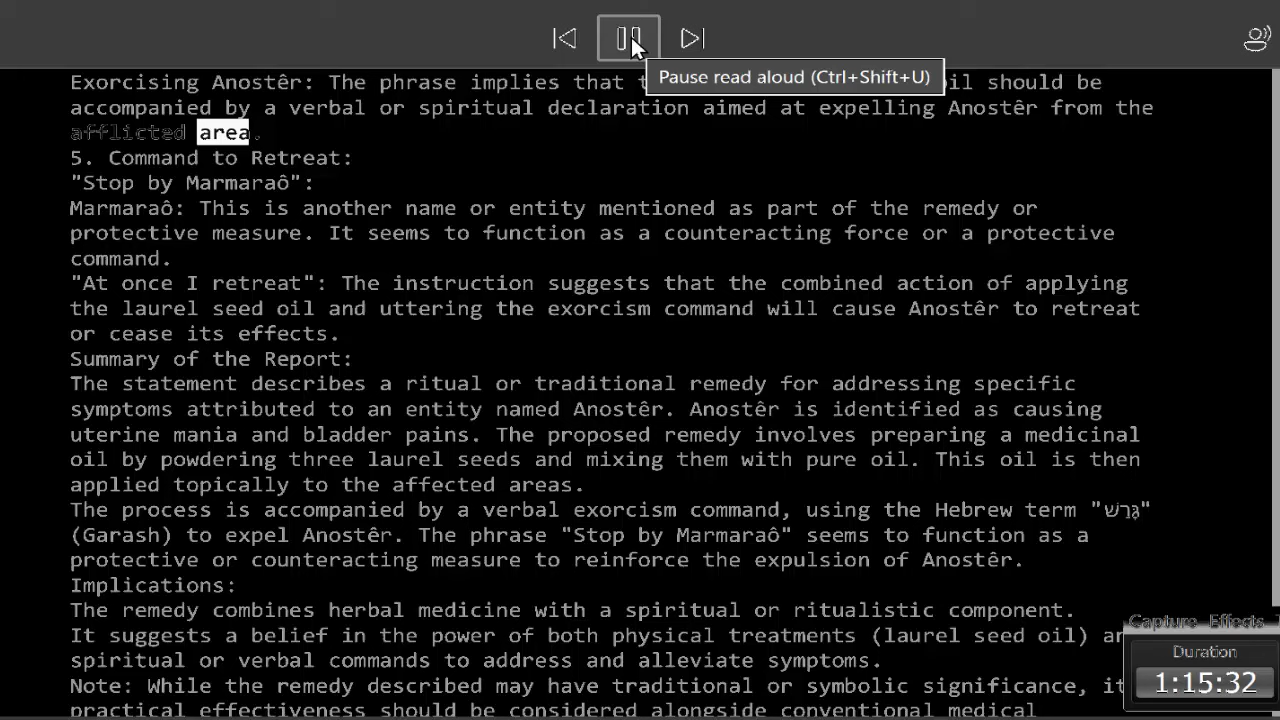 Pause read aloud (Ctrl+Shift+U)
Exorcising Anostêr: The phrase implies that t il should be
accompanied by a verbal or spiritual declaration aimed at expelling Anostêr from the
afflicted area.
5. Command to Retreat:
"Stop by Marmaraô":
Marmaraô: This is another name or entity mentioned as part of the remedy or
protective measure. It seems to function as a counteracting force or a protective
command.
"At once I retreat": The instruction suggests that the combined action of applying
the laurel seed oil and uttering the exorcism command will cause Anostêr to retreat
or cease its effects.
Summary of the Report:
The statement describes a ritual or traditional remedy for addressing specific
symptoms attributed to an entity named Anostêr. Anostêr is identified as causing
uterine mania and bladder pains. The proposed remedy involves preparing a medicinal
oil by powdering three laurel seeds and mixing them with pure oil. This oil is then
applied topically to the affected areas.
The process is accompanied by a verbal exorcism command, using the Hebrew term "גָּרַשׁ"
(Garash) to expel Anostêr. The phrase "Stop by Marmaraô" seems to function as a
protective or counteracting measure to reinforce the expulsion of Anostêr.
Implications:
The remedy combines herbal medicine with a spiritual or ritualistic component.
It suggests a belief in the power of both physical treatments (laurel seed oil) an
spiritual or verbal commands to address and alleviate symptoms.
Note: While the remedy described may have traditional or symbolic significance, it
practical effectiveness should be considered alongside conventional medical
Capture Effects
Duration
1:15:32